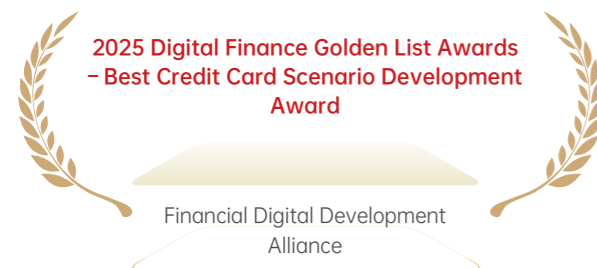 2025 Digital Finance Golden List Awards
– Best Credit Card Scenario Development
Award
Financial Digital Development
Alliance